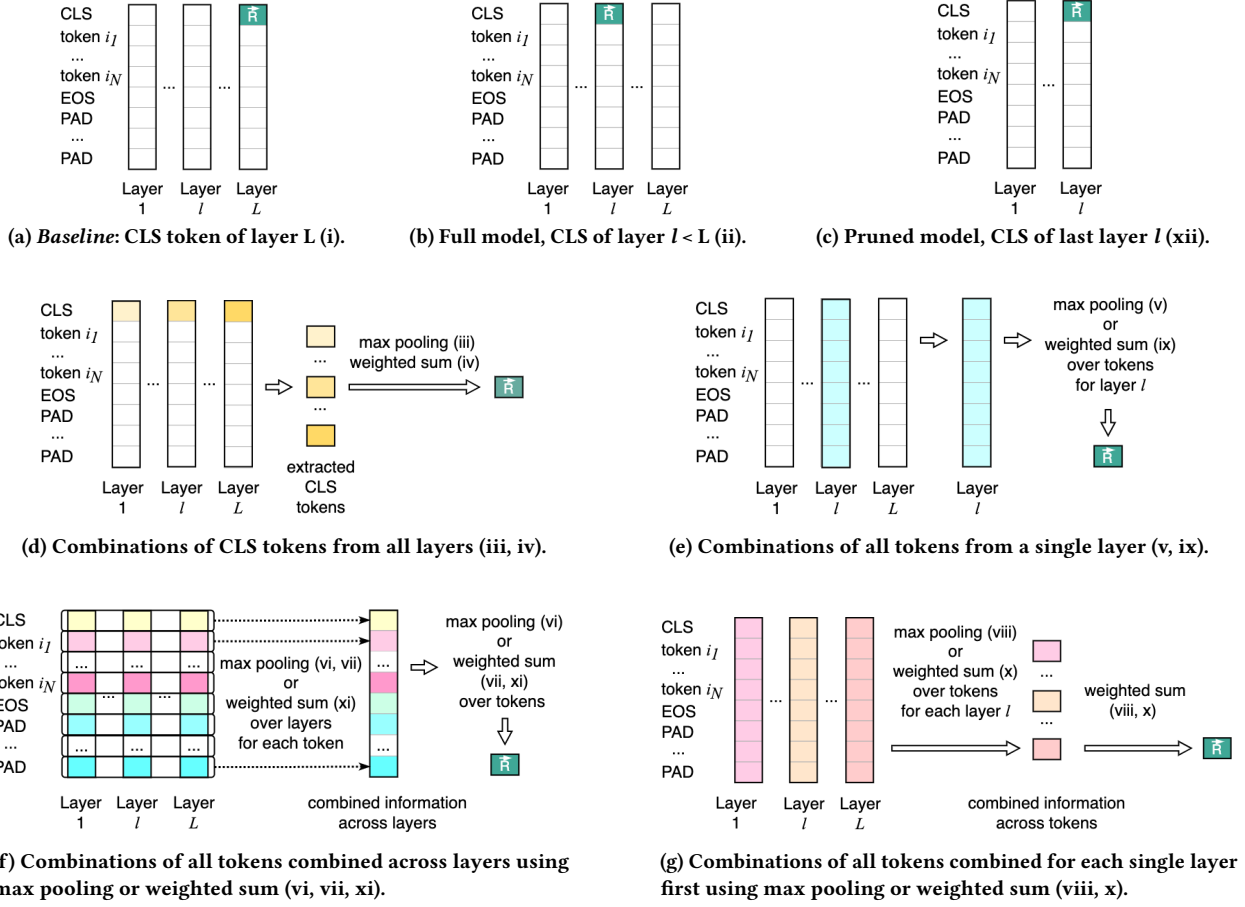 CLS
token i1
...
token iN
EOS
PAD
...
PAD
R
...
...
Layer 1
Layer l
Layer L
(a) Baseline: CLS token of layer L (i).
CLS
token i1
...
token iN
EOS
PAD
...
PAD
R
...
...
Layer 1
Layer l
Layer L
(b) Full model, CLS of layer l < L (ii).
CLS
token i1
...
token iN
EOS
PAD
...
PAD
R
...
Layer 1
Layer l
(c) Pruned model, CLS of last layer l (xii).
CLS
token i1
...
token iN
EOS
PAD
...
PAD
...
...
Layer 1
Layer l
Layer L
...
...
extracted
CLS
tokens
max pooling (iii)
weighted sum (iv)
R
(d) Combinations of CLS tokens from all layers (iii, iv).
CLS
token i1
...
token iN
EOS
PAD
...
PAD
...
...
Layer 1
Layer l
Layer L
Layer l
max pooling (v)
or
weighted sum (ix)
over tokens
for layer l
R
(e) Combinations of all tokens from a single layer (v, ix).
CLS
token i1
...
token iN
EOS
PAD
...
PAD
... ... ...
... ...
... ... ...
Layer 1
Layer l
Layer L
max pooling (vi, vii)
or
weighted sum (xi)
over layers
for each token
...
...
combined information
across layers
max pooling (vi)
or
weighted sum
(vii, xi)
over tokens
R
f) Combinations of all tokens combined across layers using
max pooling or weighted sum (vi, vii, xi).
CLS
token i1
...
token iN
EOS
PAD
...
PAD
...
...
Layer 1
Layer l
Layer L
max pooling (viii)
or
weighted sum (x)
over tokens
for each layer l
...
...
combined information
across tokens
weighted sum
(viii, x)
R
(g) Combinations of all tokens combined for each single layer
first using max pooling or weighted sum (viii, x).